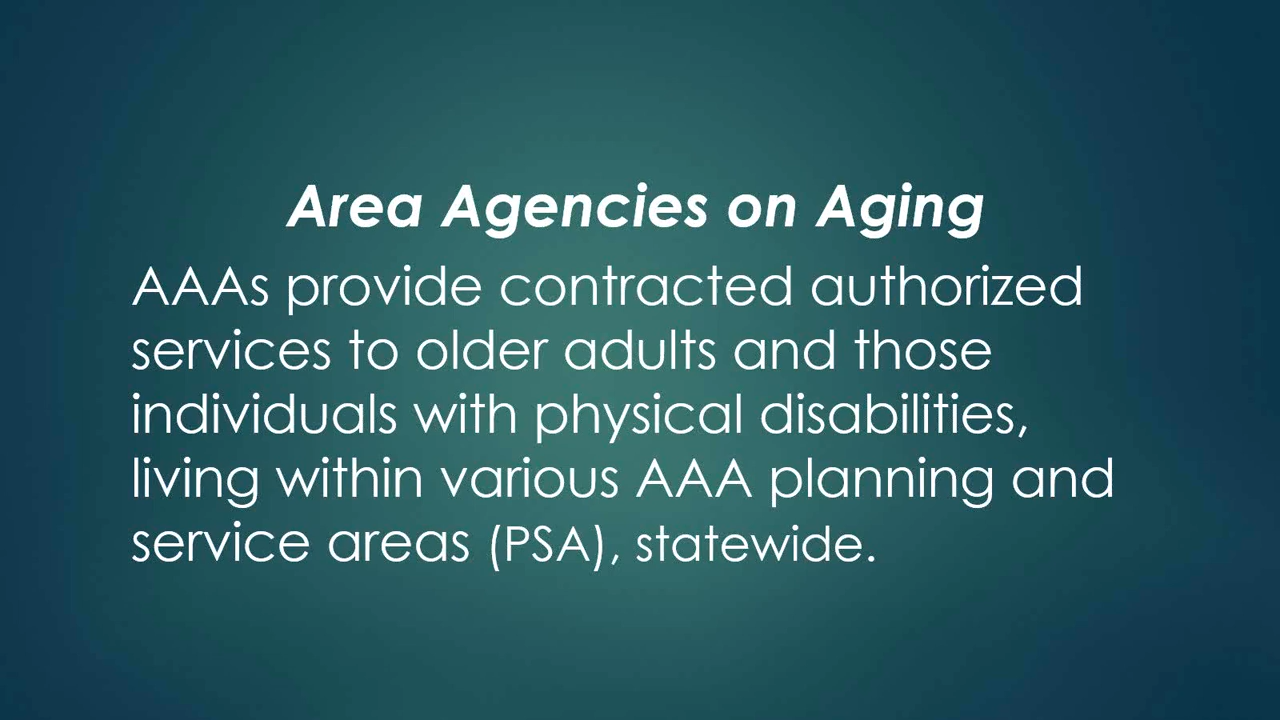 Area Agencies on Aging
AAAs provide contracted authorized
services to older adults and those
individuals with physical disabilities,
living within various AAA planning and
service areas (PSA), statewide.